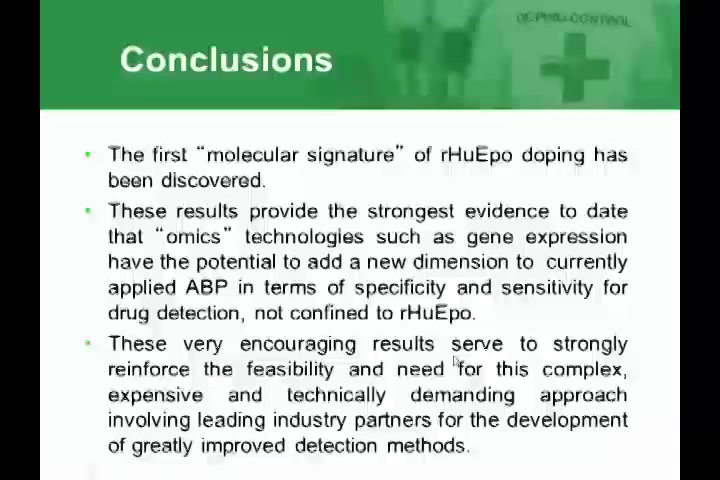 DOPING-CONTROL
Conclusions
• The first “molecular signature” of rHuEpo doping has
been discovered.
• These results provide the strongest evidence to date
that “omics” technologies such as gene expression
have the potential to add a new dimension to currently
applied ABP in terms of specificity and sensitivity for
drug detection, not confined to rHuEpo.
• These very encouraging results serve to strongly
reinforce the feasibility and need for this complex,
expensive and technically demanding approach
involving leading industry partners for the development
of greatly improved detection methods.